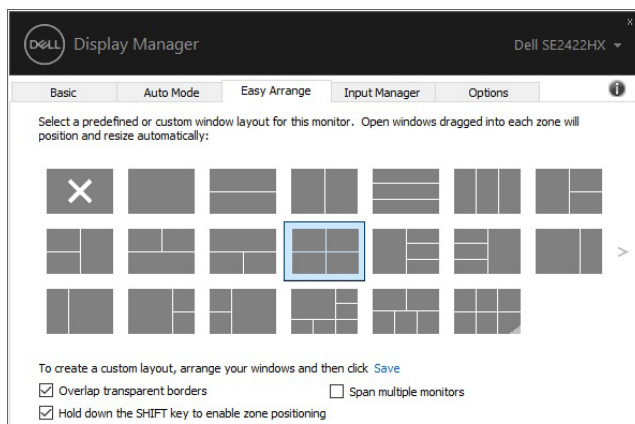 DELL Display Manager Dell SE2422HX
Basic Auto Mode Easy Arrange Input Manager Options
Select a predefined or custom window layout for this monitor. Open windows dragged into each zone will
position and resize automatically:
To create a custom layout, arrange your windows and then click Save
Overlap transparent borders Span multiple monitors
Hold down the SHIFT key to enable zone positioning